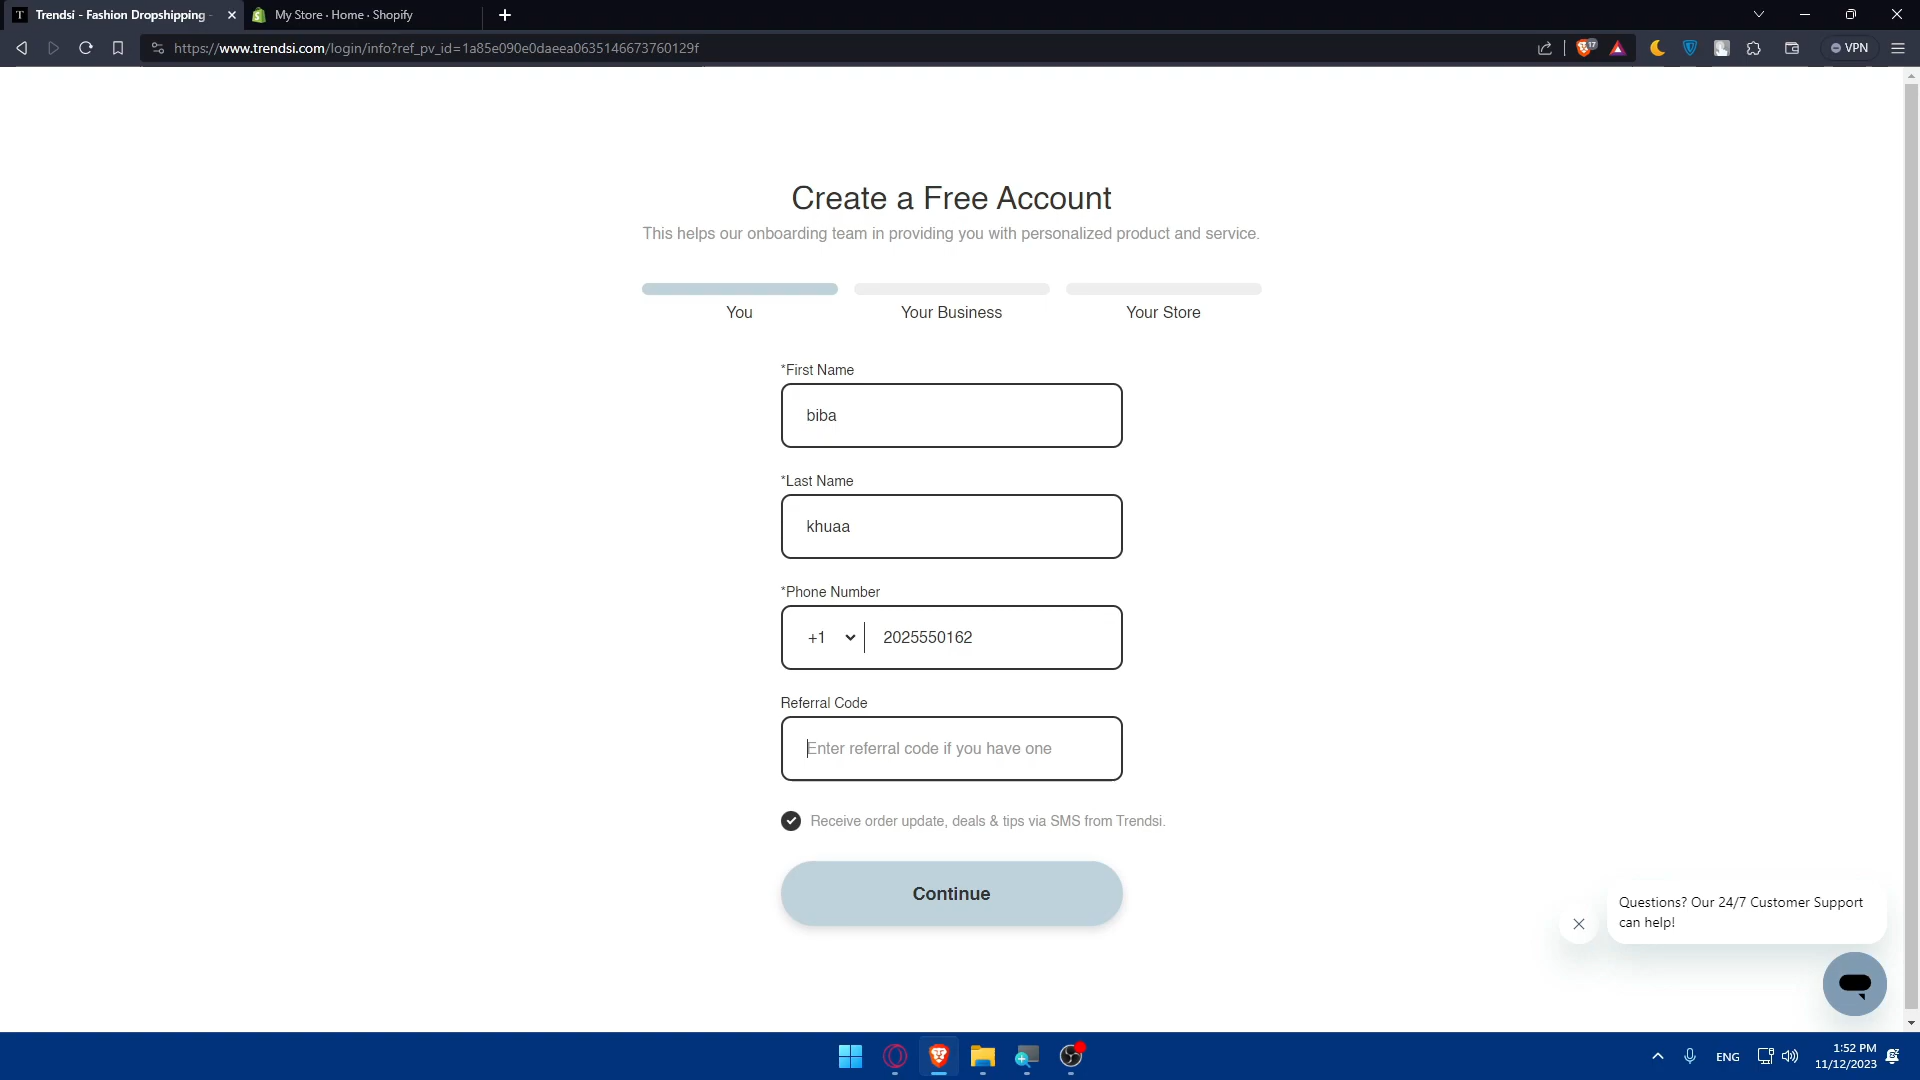 T Trendsi - Fashion Dropshipping -
My Store · Home · Shopify
https://www.trendsi.com/login/info?ref_pv_id=1a85e090e0daeea0635146673760129f
17
VPN
Create a Free Account
This helps our onboarding team in providing you with personalized product and service.
You
Your Business
Your Store
*First Name
biba
*Last Name
khuaa
*Phone Number
+1
2025550162
Referral Code
Enter referral code if you have one
Receive order update, deals & tips via SMS from Trendsi.
Continue
Questions? Our 24/7 Customer Support
can help!
ENG
1:52 PM
11/12/2023